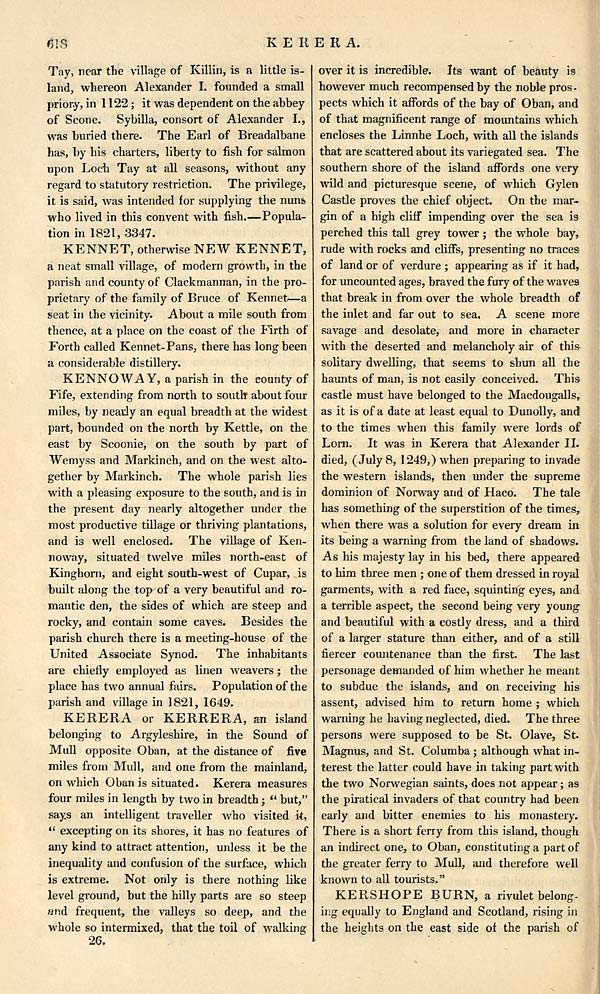 618
KERERA.
Tay, near the village of Killin, is a little is-
land, whereon Alexander I. founded a small
priory, in 1122; it was dependent on the abbey
of Scone. Sybilla, consort of Alexander I.,
was buried there. The Earl of Breadalbane
has, by his charters, liberty to fish for salmon
upon Loch Tay at all seasons, without any
regard to statutory restriction. The privilege,
it is said, was intended for supplying the nuns
who lived in this convent with fish.—Popula-
tion in 1821, 3347.
KENNET, otherwise NEW KENNET,
a neat small village, of modern growth, in the
parish and county of Clackmannan, in the pro-
prietary of the family of Bruce of Kennet—a
seat in the vicinity. About a mile south from
thence, at a place on the coast of the Firth of
Forth called Kennet-Pans, there has long been
a considerable distillery.
KENNOWAY, a parish in the county of
Fife, extending from north to south about four
miles, by nearly an equal breadth at the widest
part, bounded on the north by Kettle, on the
east by Scoonie, on the south by part of
Wemyss and Markinch, and on the west alto-
gether by Markinch. The whole parish lies
with a pleasing exposure to the south, and is in
the present day nearly altogether under the
most productive tillage or thriving plantations,
and is well enclosed. The village of Ken-
noway, situated twelve miles north-east of
Kinghorn, and eight south-west of Cupar, is
built along the top of a very beautiful and ro-
mantic den, the sides of which are steep and
rocky, and contain some caves. Besides the
parish church there is a meeting-house of the
United Associate Synod. The inhabitants
are chiefly employed as linen weavers; the
place has two annual fairs. Population of the
parish and village in 1821, 1649.
KERERA or KERRERA, an island
belonging to Argyleshire, in the Sound of
Mull opposite Oban, at the distance of five
miles from Mull, and one from the mainland,
on which Oban is situated. Kerera measures
four miles in length by two in breadth; "but,"
says an intelligent traveller who visited it,
"excepting on its shores, it has no features of
any kind to attract attention, unless it be the
inequality and confusion of the surface, which
is extreme. Not only is there nothing like
level ground, but the hilly parts are so steep
and frequent, the valleys so deep, and the
whole so intermixed, that the toil of walking
26.
over it is incredible. Its want of beauty is
however much recompensed by the noble pros-
pects which it affords of the bay of Oban, and
of that magnificent range of mountains which
encloses the Linnhe Loch, with all the islands
that are scattered about its variegated sea. The
southern shore of the island affords one very
wild and picturesque scene, of which Gylen
Castle proves the chief object. On the mar-
gin of a high cliff impending over the sea is
perched this tall grey tower; the whole bay,
rude with rocks and cliffs, presenting no traces
of land or of verdure; appearing as if it had,
for uncounted ages, braved the fury of the waves
that break in from over the whole breadth of
the inlet and far out to sea. A scene more
savage and desolate, and more in character
with the deserted and melancholy air of this
solitary dwelling, that seems to shun all the
haunts of man, is not easily conceived. This
castle must have belonged to the Macdougalls,
as it is of a date at least equal to Dunolly, and
to the times when this family were lords of
Lorn. It was in Kerera that Alexander II.
died, (July 8, 1249,) when preparing to invade
the western islands, then under the supreme
dominion of Norway and of Haco. The tale
has something of the superstition of the times,
when there was a solution for every dream in
its being a warning from the land of shadows.
As his majesty lay in his bed, there appeared
to him three men; one of them dressed in royal
garments, with a red face, squinting eyes, and
a terrible aspect, the second being very young
and beautiful with a costly dress, and a third
of a larger stature than either, and of a still
fiercer countenance than the first. The last
personage demanded of him whether he meant
to subdue the islands, and on receiving his
assent, advised him to return home; which
warning he having neglected, died. The three
persons were supposed to be St. Olave, St.
Magnus, and St. Columba; although what in-
terest the latter could have in taking part with
the two Norwegian saints, does not appear; as
the piratical invaders of that country had been
early and bitter enemies to his monastery.
There is a short ferry from this island, though
an indirect one, to Oban, constituting a part of
the greater ferry to Mull, and therefore well
known to all tourists."
KERSHOPE BURN, a rivulet belong-
ing equally to England and Scotland, rising in
the heights on the east side of the parish of